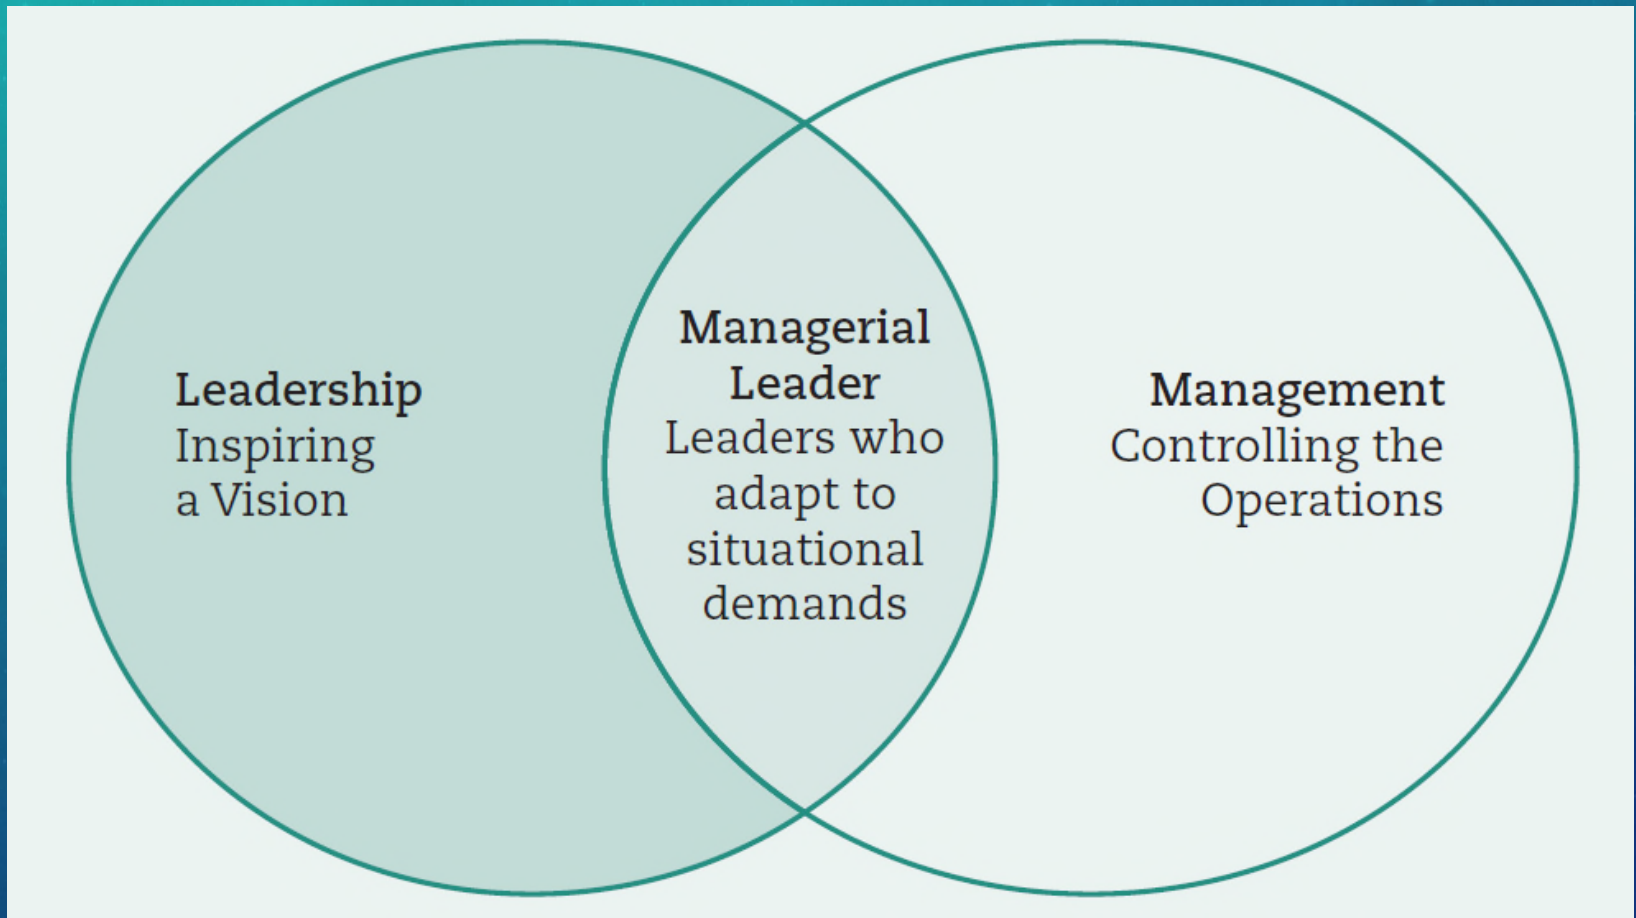 Leadership
Inspiring
a Vision
Managerial
Leader
Leaders who
adapt to
situational
demands
Management
Controlling the
Operations